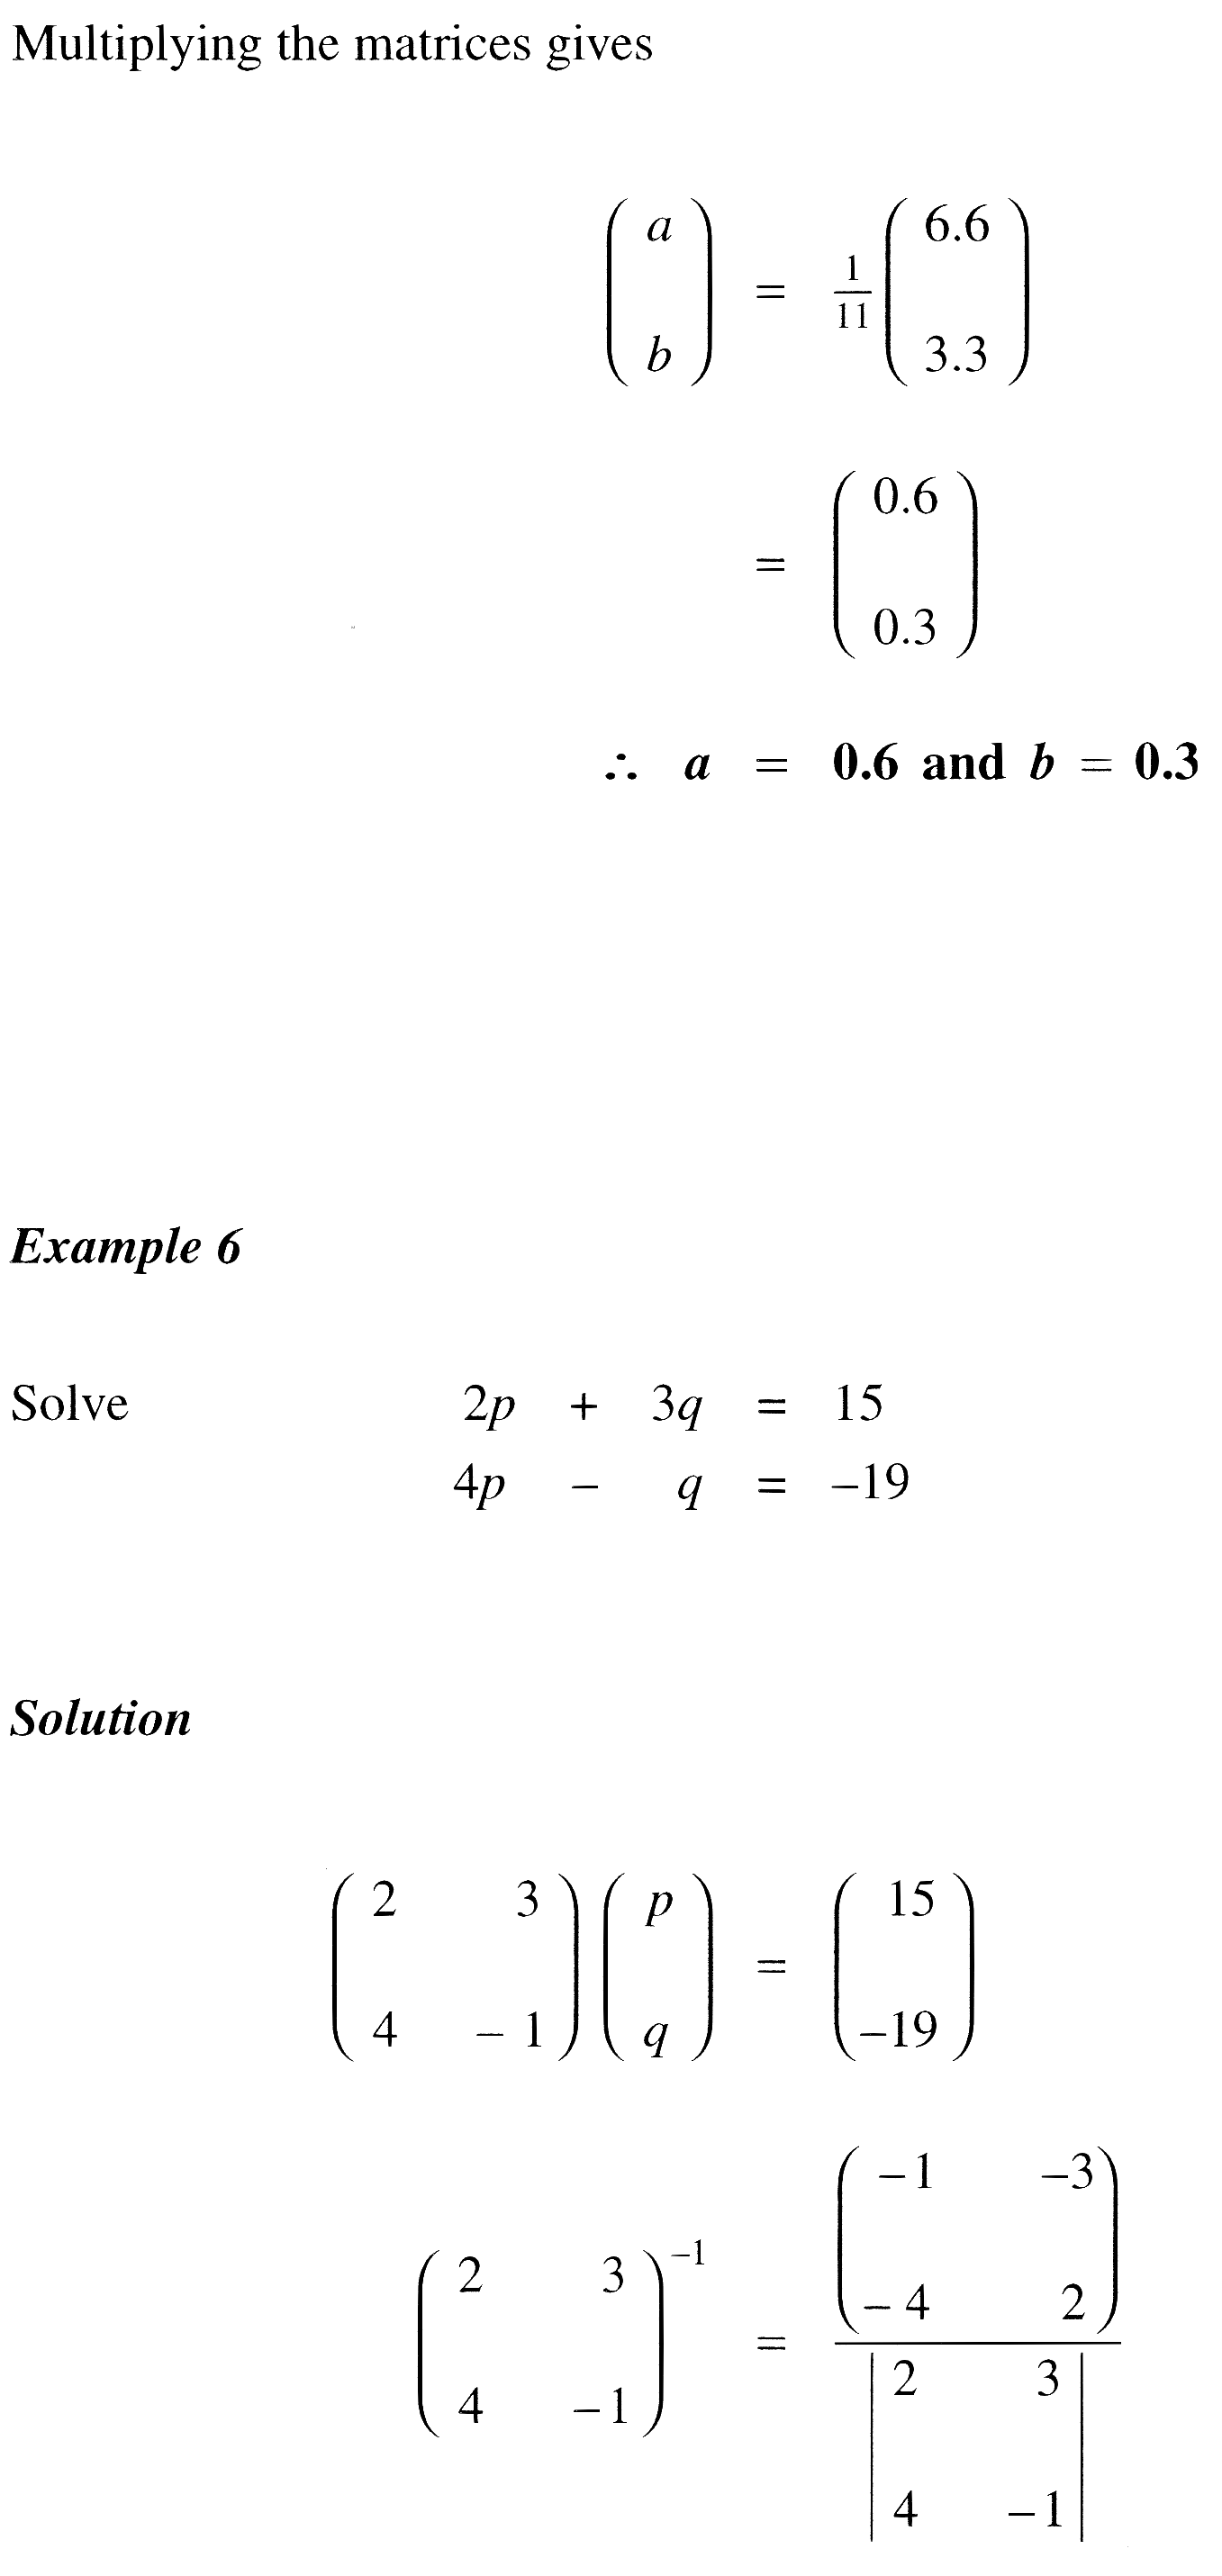 Multiplying the matrices gives
( a ) = 1/11 ( 6.6 )
( b ) ( 3.3 )
= ( 0.6 )
( 0.3 )
∴ a = 0.6 and b = 0.3
Example 6
Solve 2p + 3q = 15
4p – q = –19
Solution
( 2 3 ) ( p ) = ( 15 )
( 4 – 1 ) ( q ) ( –19 )
( – 1 –3 )
( – 4 2 )
( 2 3 )⁻¹ =
( 4 – 1 )
| 2 3 |
| 4 – 1 |